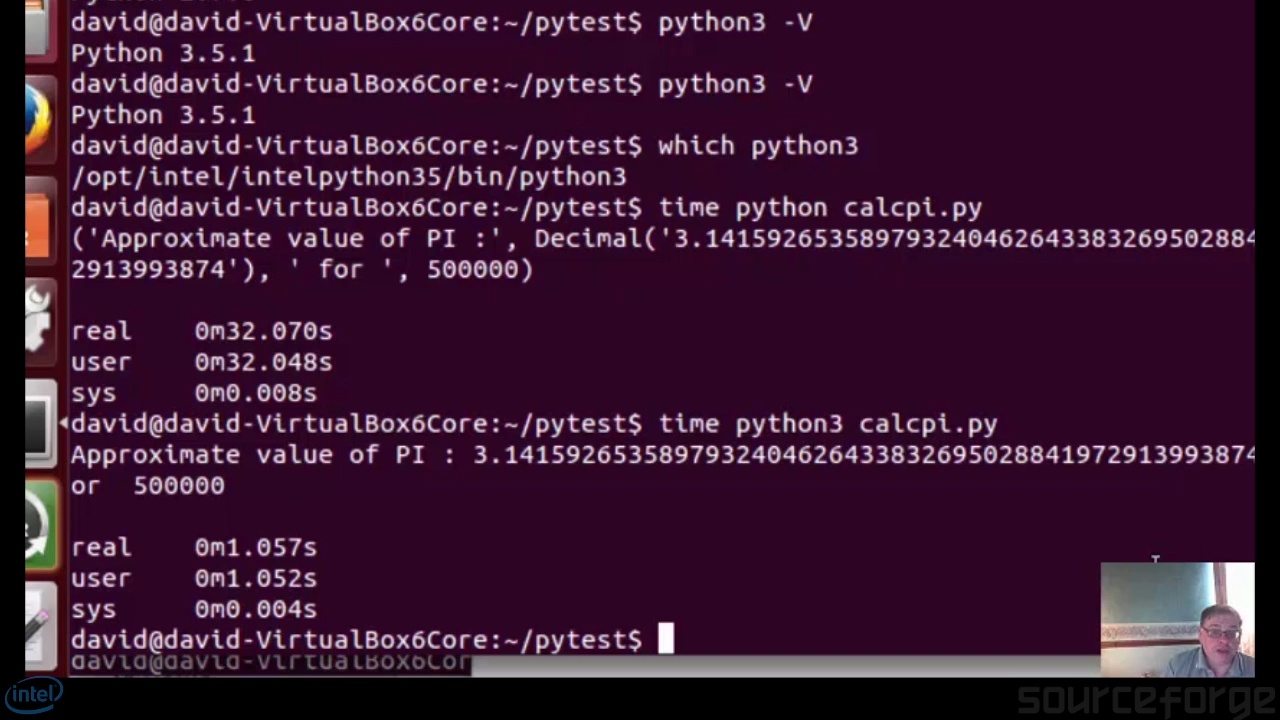 david@david-VirtualBox6Core:~/pytest$ python3 -V
Python 3.5.1
david@david-VirtualBox6Core:~/pytest$ python3 -V
Python 3.5.1
david@david-VirtualBox6Core:~/pytest$ which python3
/opt/intel/intelpython35/bin/python3
david@david-VirtualBox6Core:~/pytest$ time python calcpi.py
('Approximate value of PI :', Decimal('3.141592653589793240462643383269502884
2913993874'), ' for ', 500000)
real 0m32.070s
user 0m32.048s
sys 0m0.008s
david@david-VirtualBox6Core:~/pytest$ time python3 calcpi.py
Approximate value of PI : 3.1415926535897932404626433832695028841972913993874
or 500000
real 0m1.057s
user 0m1.052s
sys 0m0.004s
david@david-VirtualBox6Core:~/pytest$
david@david-VirtualBox6Cor
intel
sourceforge